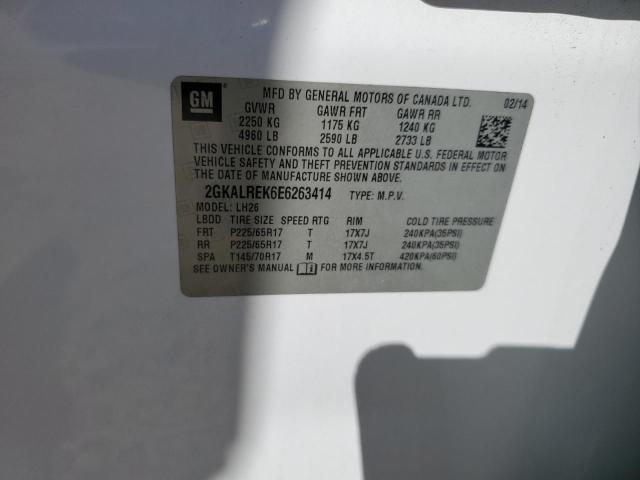 GM
MFD BY GENERAL MOTORS OF CANADA LTD. 02/14
GVWR GAWR FRT GAWR RR
2250 KG 1175 KG 1240 KG
4960 LB 2590 LB 2733 LB
THIS VEHICLE CONFORMS TO ALL APPLICABLE U.S. FEDERAL MOTOR
VEHICLE SAFETY AND THEFT PREVENTION STANDARDS IN EFFECT ON
THE DATE OF MANUFACTURE SHOWN ABOVE.
2GKALREK6E6263414 TYPE: M.P.V.
MODEL: LH26
LBDD TIRE SIZE SPEED RTG RIM COLD TIRE PRESSURE
FRT P225/65R17 T 17X7J 240KPA(35PSI)
RR P225/65R17 T 17X7J 240KPA(35PSI)
SPA T145/70R17 M 17X4.5T 420KPA(60PSI)
SEE OWNER'S MANUAL FOR MORE INFORMATION.